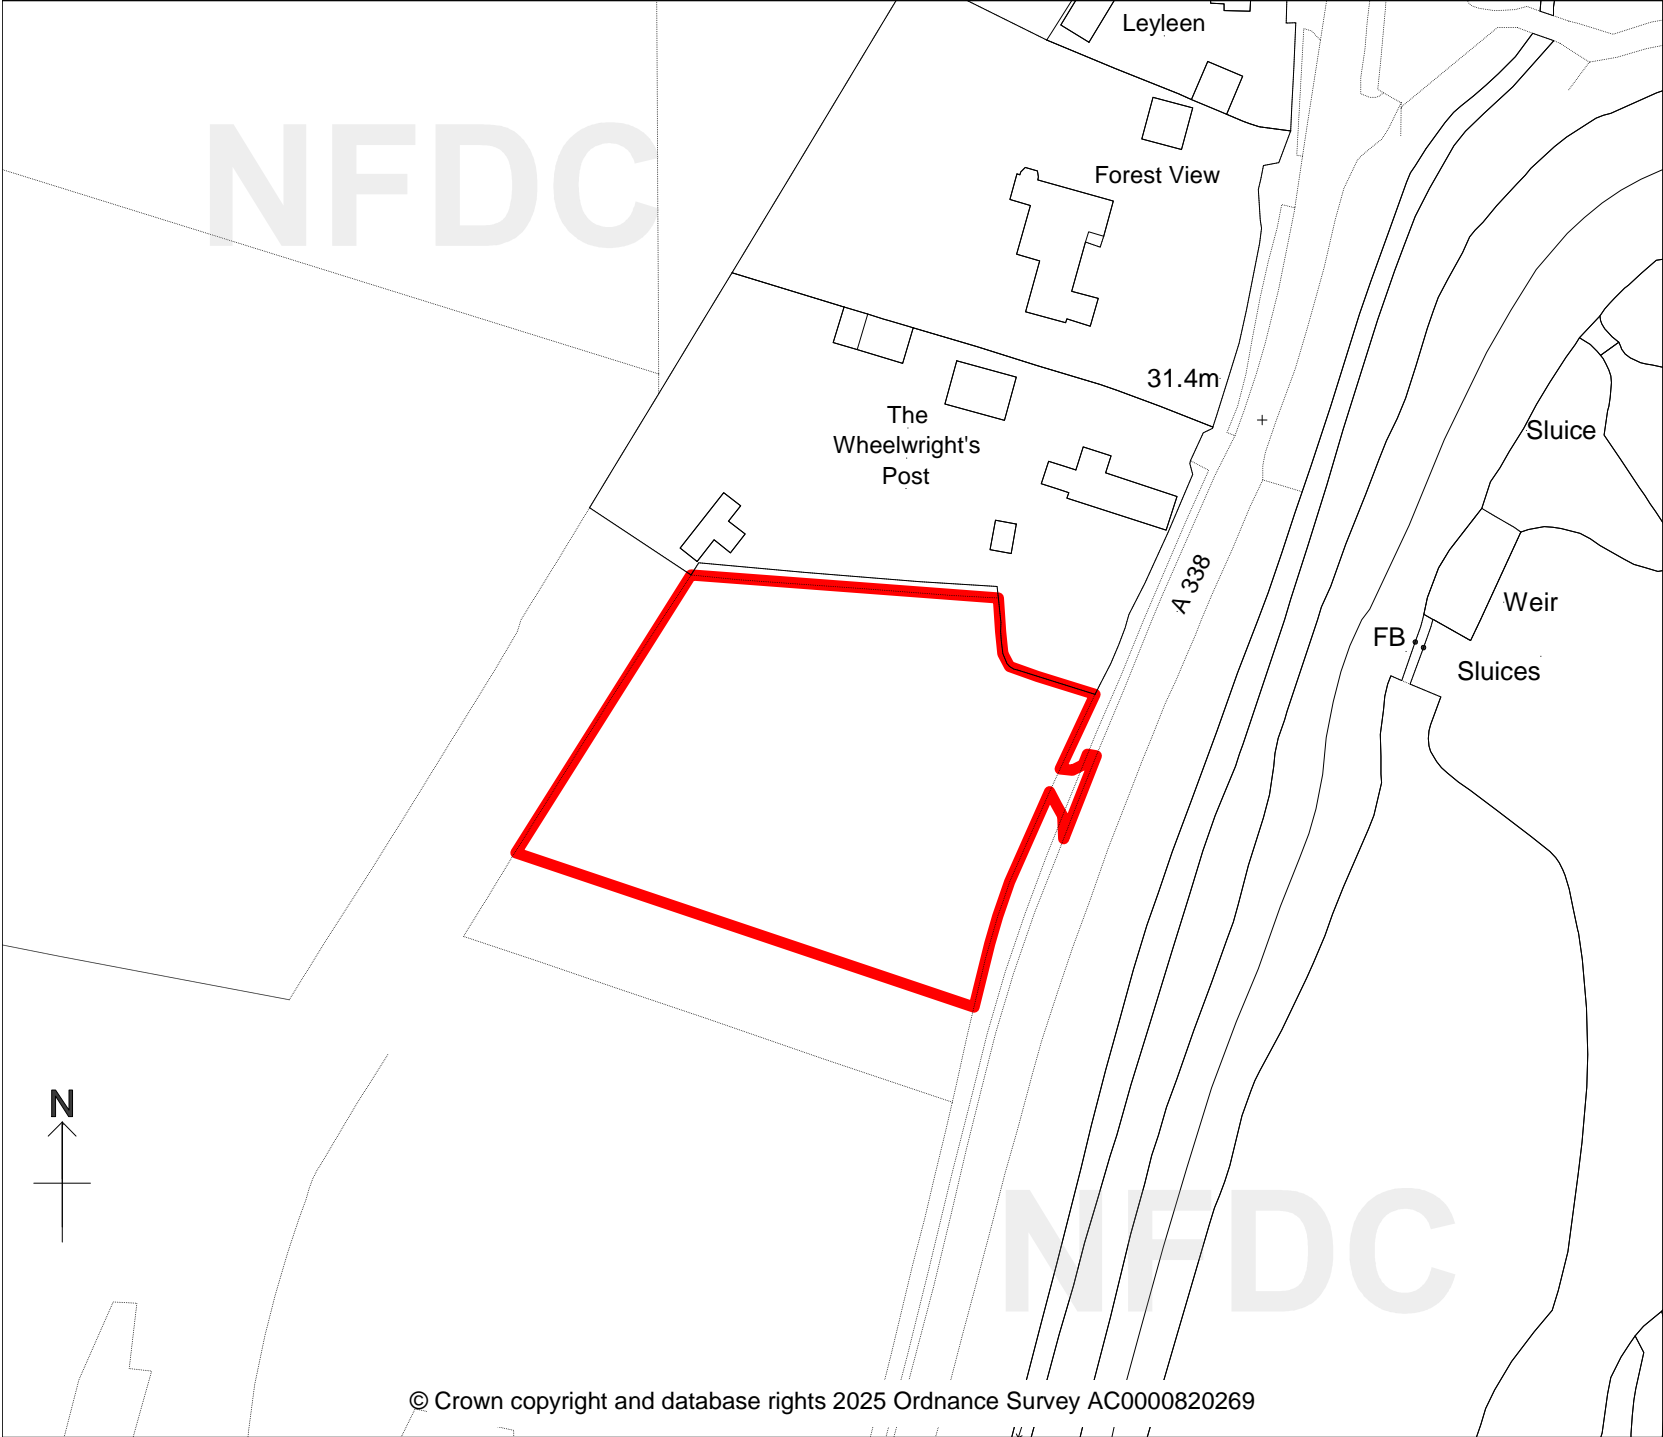 Leyleen
NFDC
Forest View
31.4m
The
Wheelwright's
Post
Sluice
A 338
Weir
FB
Sluices
N
NFDC
© Crown copyright and database rights 2025 Ordnance Survey AC0000820269